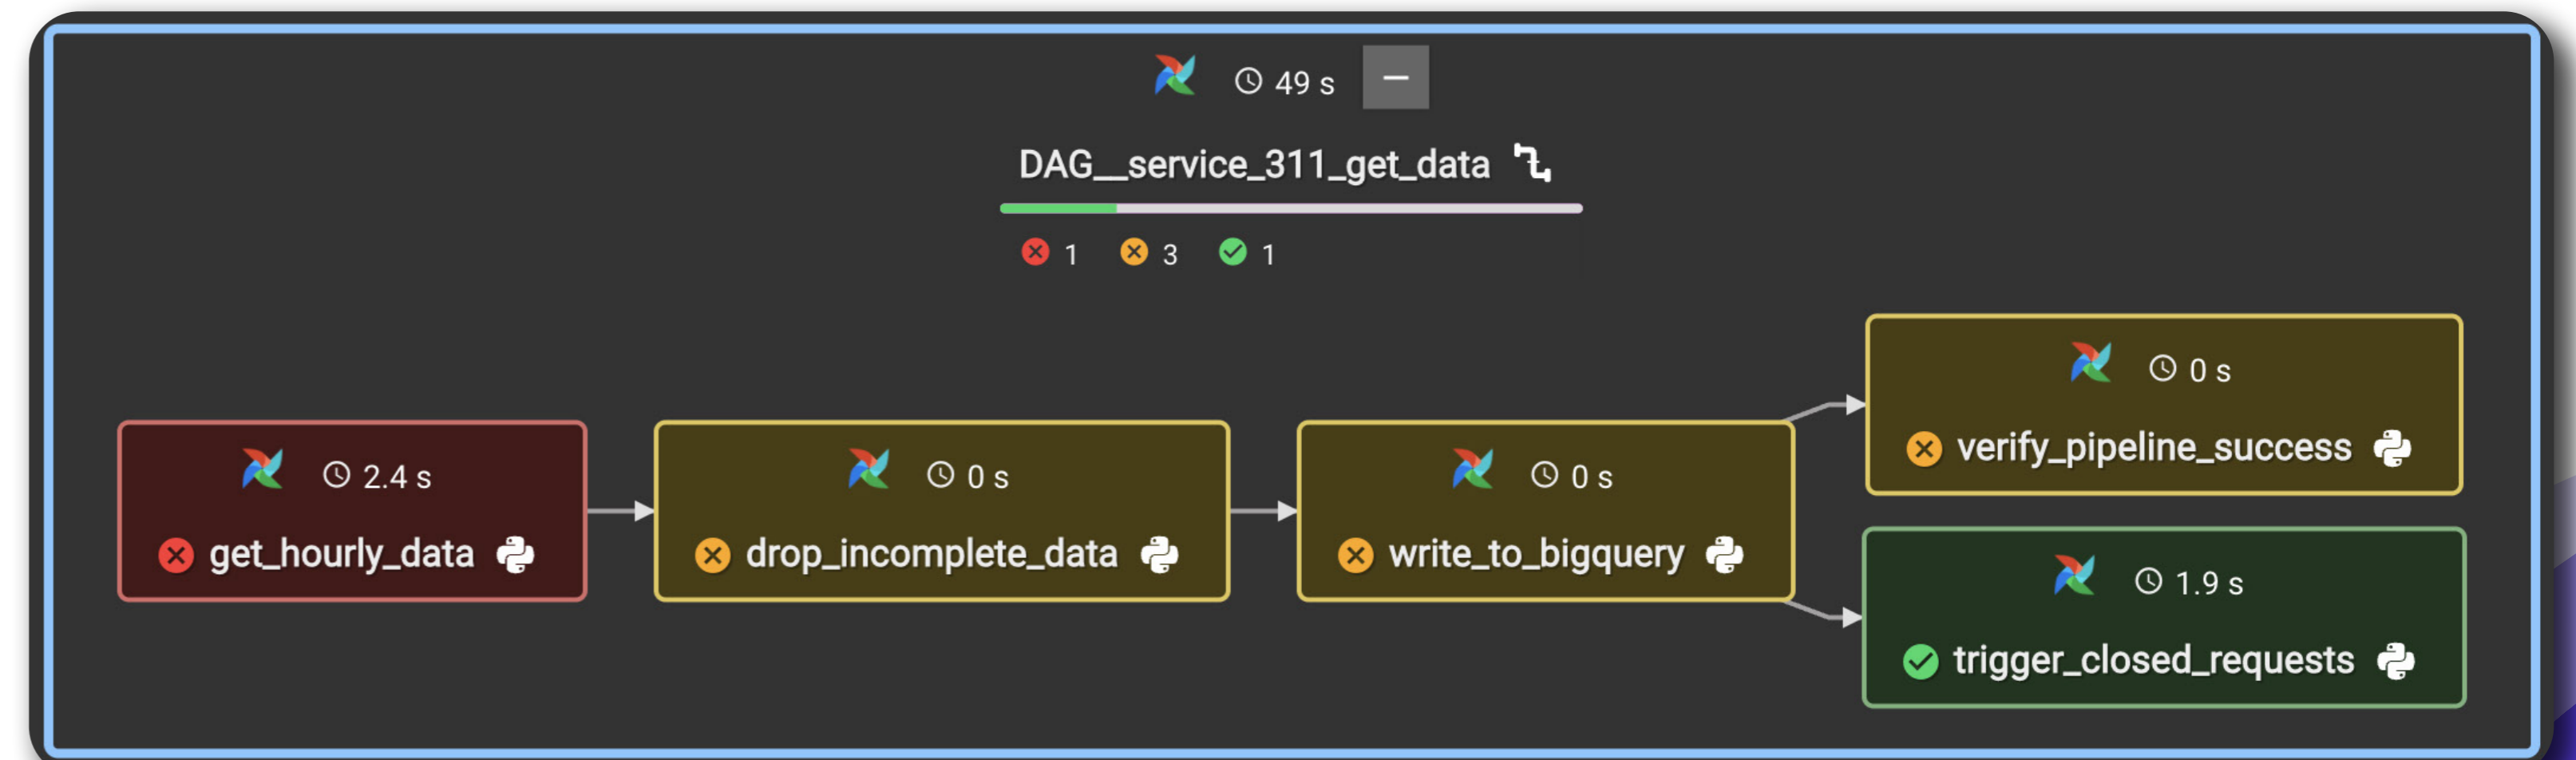 49 s
DAG__service_311_get_data
1 3 1
2.4 s
get_hourly_data
0 s
drop_incomplete_data
0 s
write_to_bigquery
0 s
verify_pipeline_success
1.9 s
trigger_closed_requests